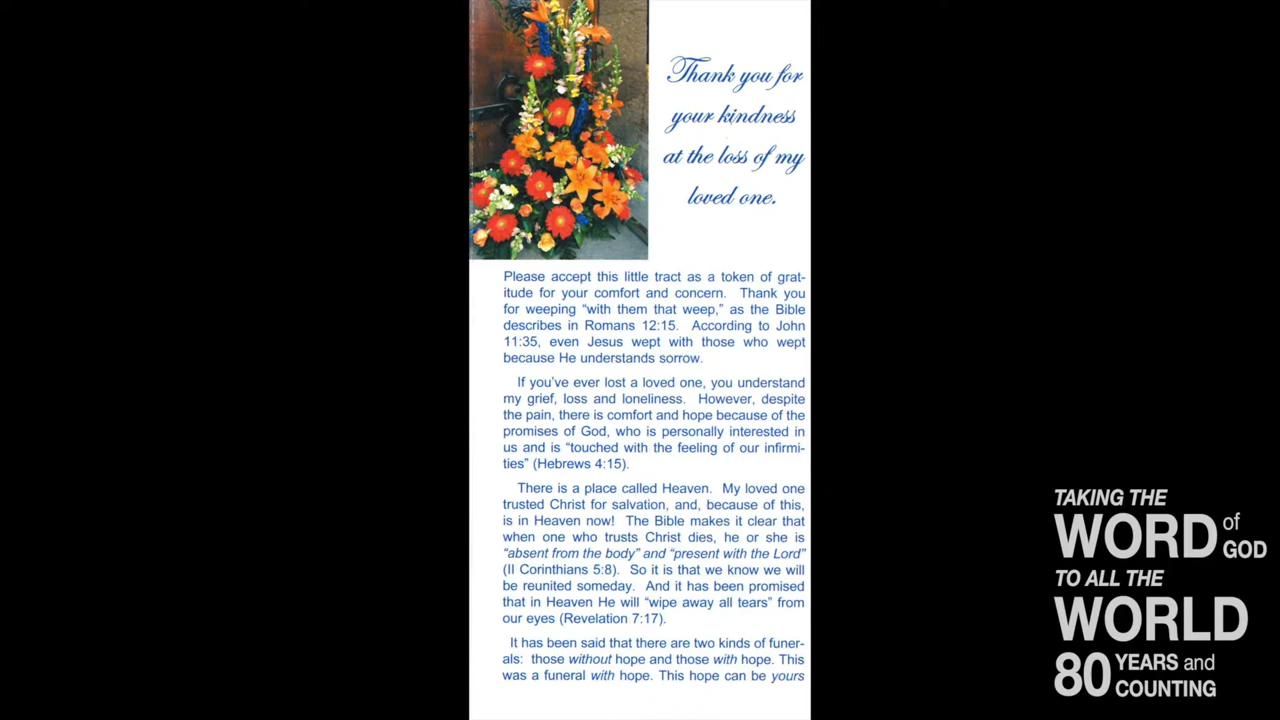 Thank you for
your kindness
at the loss of my
loved one.
Please accept this little tract as a token of grat-
itude for your comfort and concern. Thank you
for weeping “with them that weep,” as the Bible
describes in Romans 12:15. According to John
11:35, even Jesus wept with those who wept
because He understands sorrow.
If you’ve ever lost a loved one, you understand
my grief, loss and loneliness. However, despite
the pain, there is comfort and hope because of the
promises of God, who is personally interested in
us and is “touched with the feeling of our infirmi-
ties” (Hebrews 4:15).
There is a place called Heaven. My loved one
trusted Christ for salvation, and, because of this,
is in Heaven now! The Bible makes it clear that
when one who trusts Christ dies, he or she is
“absent from the body” and “present with the Lord”
(II Corinthians 5:8). So it is that we know we will
be reunited someday. And it has been promised
that in Heaven He will “wipe away all tears” from
our eyes (Revelation 7:17).
It has been said that there are two kinds of funer-
als: those without hope and those with hope. This
was a funeral with hope. This hope can be yours
TAKING THE
WORD of GOD
TO ALL THE
WORLD
80 YEARS and
COUNTING